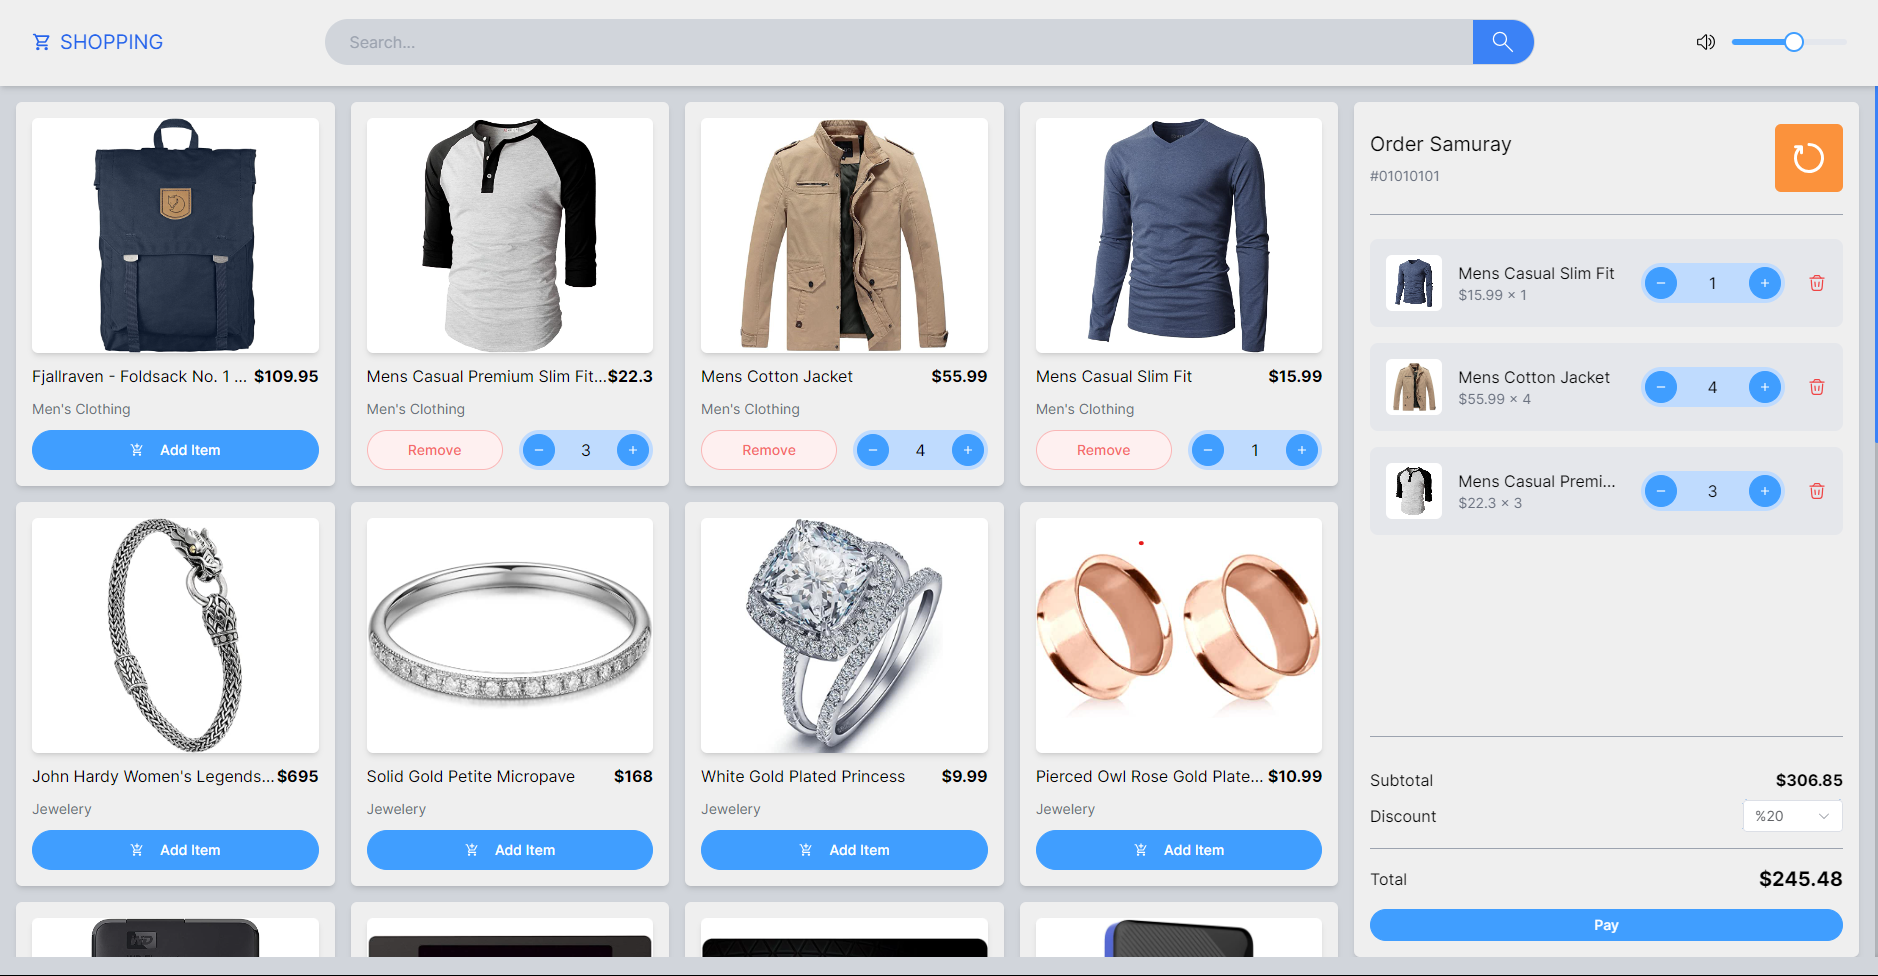 SHOPPING
Search...
Fjallraven - Foldsack No. 1 ... $109.95
Men's Clothing
Add Item
Mens Casual Premium Slim Fit... $22.3
Men's Clothing
Remove − 3 +
Mens Cotton Jacket $55.99
Men's Clothing
Remove − 4 +
Mens Casual Slim Fit $15.99
Men's Clothing
Remove − 1 +
John Hardy Women's Legends... $695
Jewelery
Add Item
Solid Gold Petite Micropave $168
Jewelery
Add Item
White Gold Plated Princess $9.99
Jewelery
Add Item
Pierced Owl Rose Gold Plate... $10.99
Jewelery
Add Item
WD
Order Samuray
#01010101
Mens Casual Slim Fit
$15.99 × 1
− 1 +
Mens Cotton Jacket
$55.99 × 4
− 4 +
Mens Casual Premi...
$22.3 × 3
− 3 +
Subtotal $306.85
Discount %20
Total $245.48
Pay